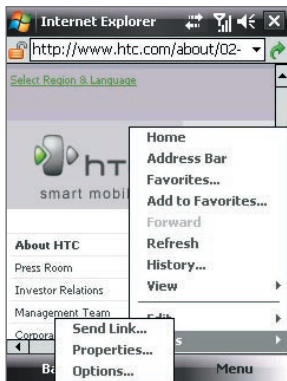 Internet Explorer
http://www.htc.com/about/02-
Select Region & Language
hTC
smart mobil
Home
Address Bar
Favorites...
Add to Favorites...
Forward
Refresh
History...
View
About HTC
Press Room
Investor Relations
Management Team
Send Link...
Properties...
Options...
Menu